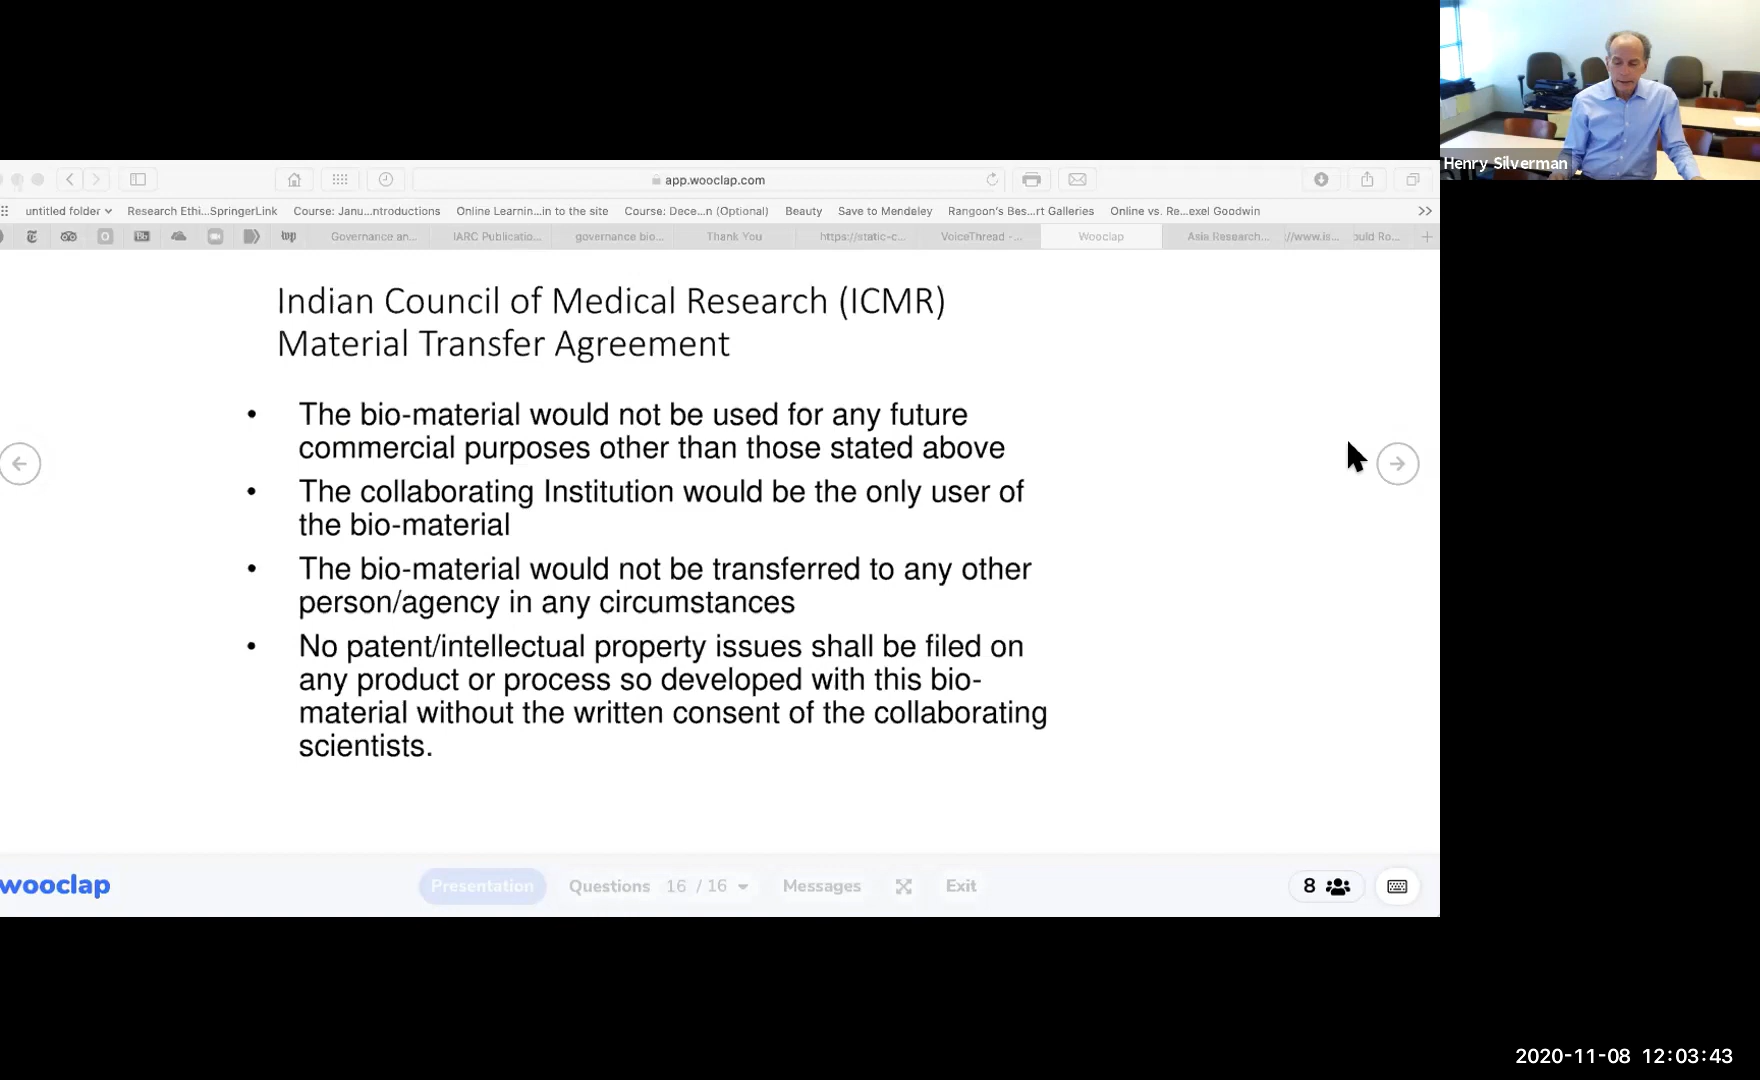 Henry Silverman
app.wooclap.com
untitled folder
Research Ethi...SpringerLink
Course: Janu...ntroductions
Online Learnin...in to the site
Course: Dece...n (Optional)
Beauty
Save to Mendeley
Rangoon's Bes...rt Galleries
Online vs. Re...exel Goodwin
Governance an...
IARC Publicatio...
governance bio...
Thank You
https://static-c...
VoiceThread -...
Wooclap
Asia Research...
//www.is...
ould Ro...
Indian Council of Medical Research (ICMR)
Material Transfer Agreement
• The bio-material would not be used for any future
commercial purposes other than those stated above
• The collaborating Institution would be the only user of
the bio-material
• The bio-material would not be transferred to any other
person/agency in any circumstances
• No patent/intellectual property issues shall be filed on
any product or process so developed with this bio-
material without the written consent of the collaborating
scientists.
wooclap
Presentation
Questions 16 / 16
Messages
Exit
8
2020-11-08 12:03:43